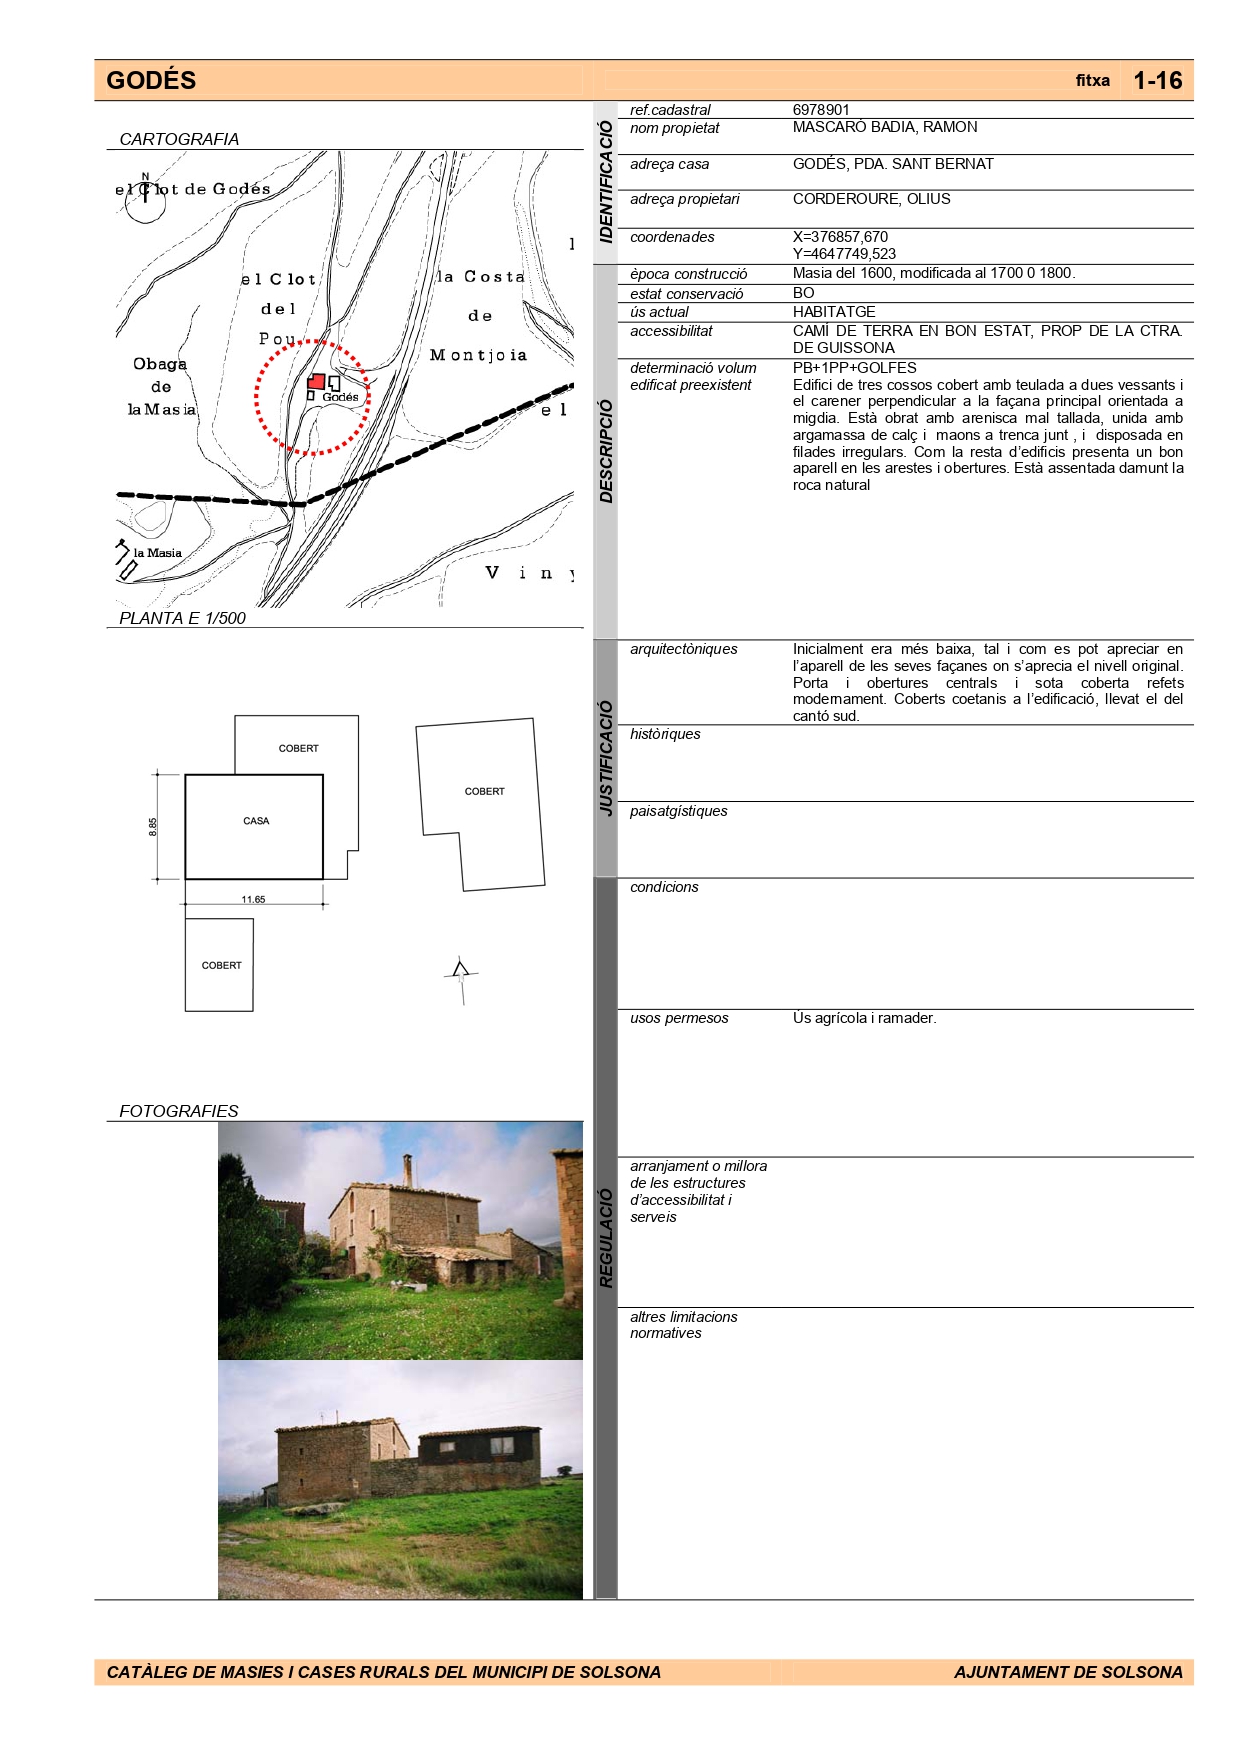 GODÉS
fitxa 1-16
CARTOGRAFIA
N
el Clot de Godés
el Clot
del
Pou
la Costa
de
Montjoia
Obaga
de
la Masia
Godés
el
la Masia
Viny
PLANTA E 1/500
COBERT
CASA
COBERT
8.85
11.65
COBERT
FOTOGRAFIES
IDENTIFICACIÓ
ref.cadastral 6978901
nom propietat MASCARÓ BADIA, RAMON
adreça casa GODÉS, PDA. SANT BERNAT
adreça propietari CORDEROURE, OLIUS
coordenades X=376857,670
Y=4647749,523
DESCRIPCIÓ
època construcció Masia del 1600, modificada al 1700 0 1800.
estat conservació BO
ús actual HABITATGE
accessibilitat CAMÍ DE TERRA EN BON ESTAT, PROP DE LA CTRA.
DE GUISSONA
determinació volum PB+1PP+GOLFES
edificat preexistent Edifici de tres cossos cobert amb teulada a dues vessants i
el carener perpendicular a la façana principal orientada a
migdia. Està obrat amb arenisca mal tallada, unida amb
argamassa de calç i maons a trenca junt , i disposada en
filades irregulars. Com la resta d’edificis presenta un bon
aparell en les arestes i obertures. Està assentada damunt la
roca natural
JUSTIFICACIÓ
arquitectòniques Inicialment era més baixa, tal i com es pot apreciar en
l’aparell de les seves façanes on s’aprecia el nivell original.
Porta i obertures centrals i sota coberta refets
modernament. Coberts coetanis a l’edificació, llevat el del
cantó sud.
històriques
paisatgístiques
REGULACIÓ
condicions
usos permesos Ús agrícola i ramader.
arranjament o millora
de les estructures
d’accessibilitat i
serveis
altres limitacions
normatives
CATÀLEG DE MASIES I CASES RURALS DEL MUNICIPI DE SOLSONA
AJUNTAMENT DE SOLSONA